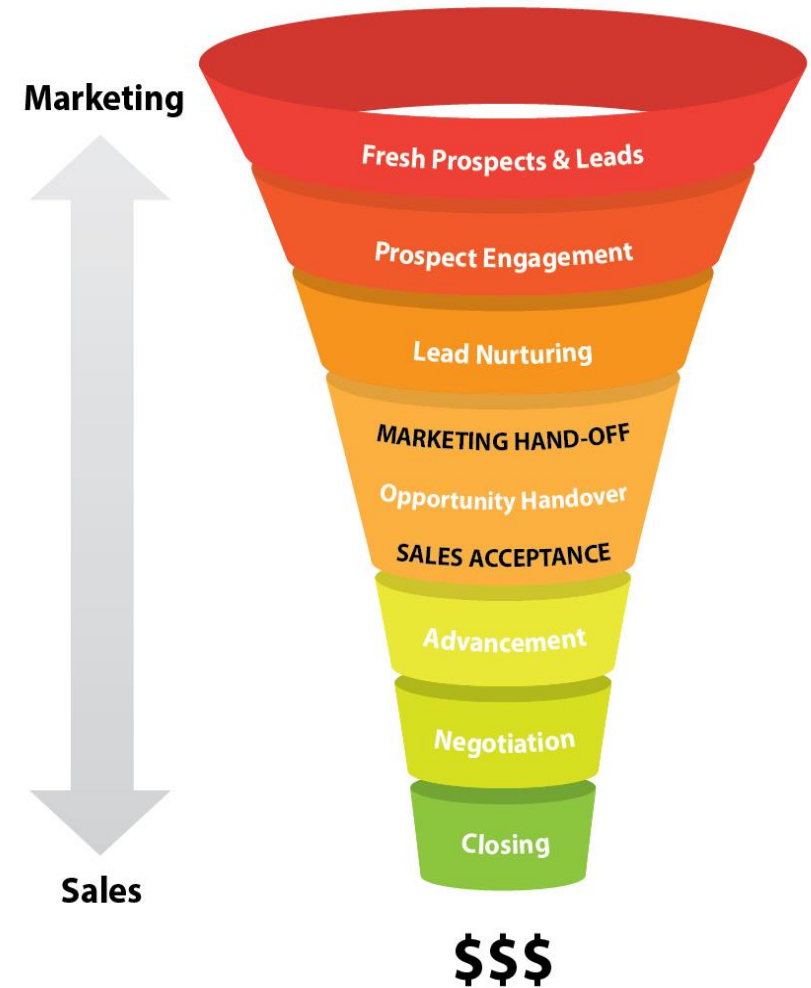 Marketing
Fresh Prospects & Leads
Prospect Engagement
Lead Nurturing
MARKETING HAND-OFF
Opportunity Handover
SALES ACCEPTANCE
Advancement
Negotiation
Closing
Sales
$$$